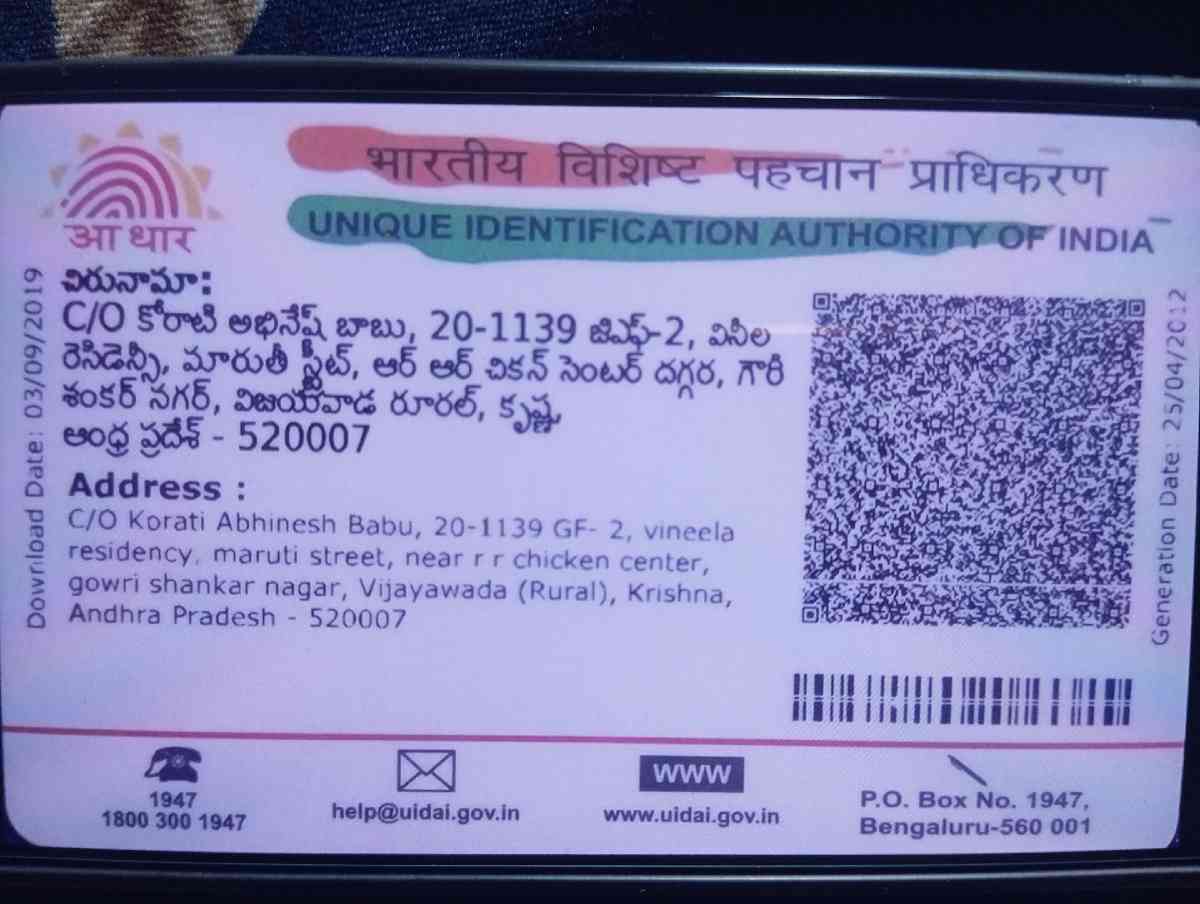 भारतीय विशिष्ट पहचान प्राधिकरण
UNIQUE IDENTIFICATION AUTHORITY OF INDIA
आधार
Download Date: 03/09/2019
చిరునామా:
C/O కోరాటి అభినేష్ బాబు, 20-1139 జిఎఫ్-2, వినీల
రెసిడెన్సీ, మారుతీ స్ట్రీట్, ఆర్ ఆర్ చికన్ సెంటర్ దగ్గర, గౌరి
శంకర్ నగర్, విజయవాడ రూరల్, కృష్ణ,
ఆంధ్ర ప్రదేశ్ - 520007
Address :
C/O Korati Abhinesh Babu, 20-1139 GF- 2, vineela
residency, maruti street, near r r chicken center,
gowri shankar nagar, Vijayawada (Rural), Krishna,
Andhra Pradesh - 520007
Generation Date: 25/04/2012
1947
1800 300 1947
help@uidai.gov.in
www
www.uidai.gov.in
P.O. Box No. 1947,
Bengaluru-560 001